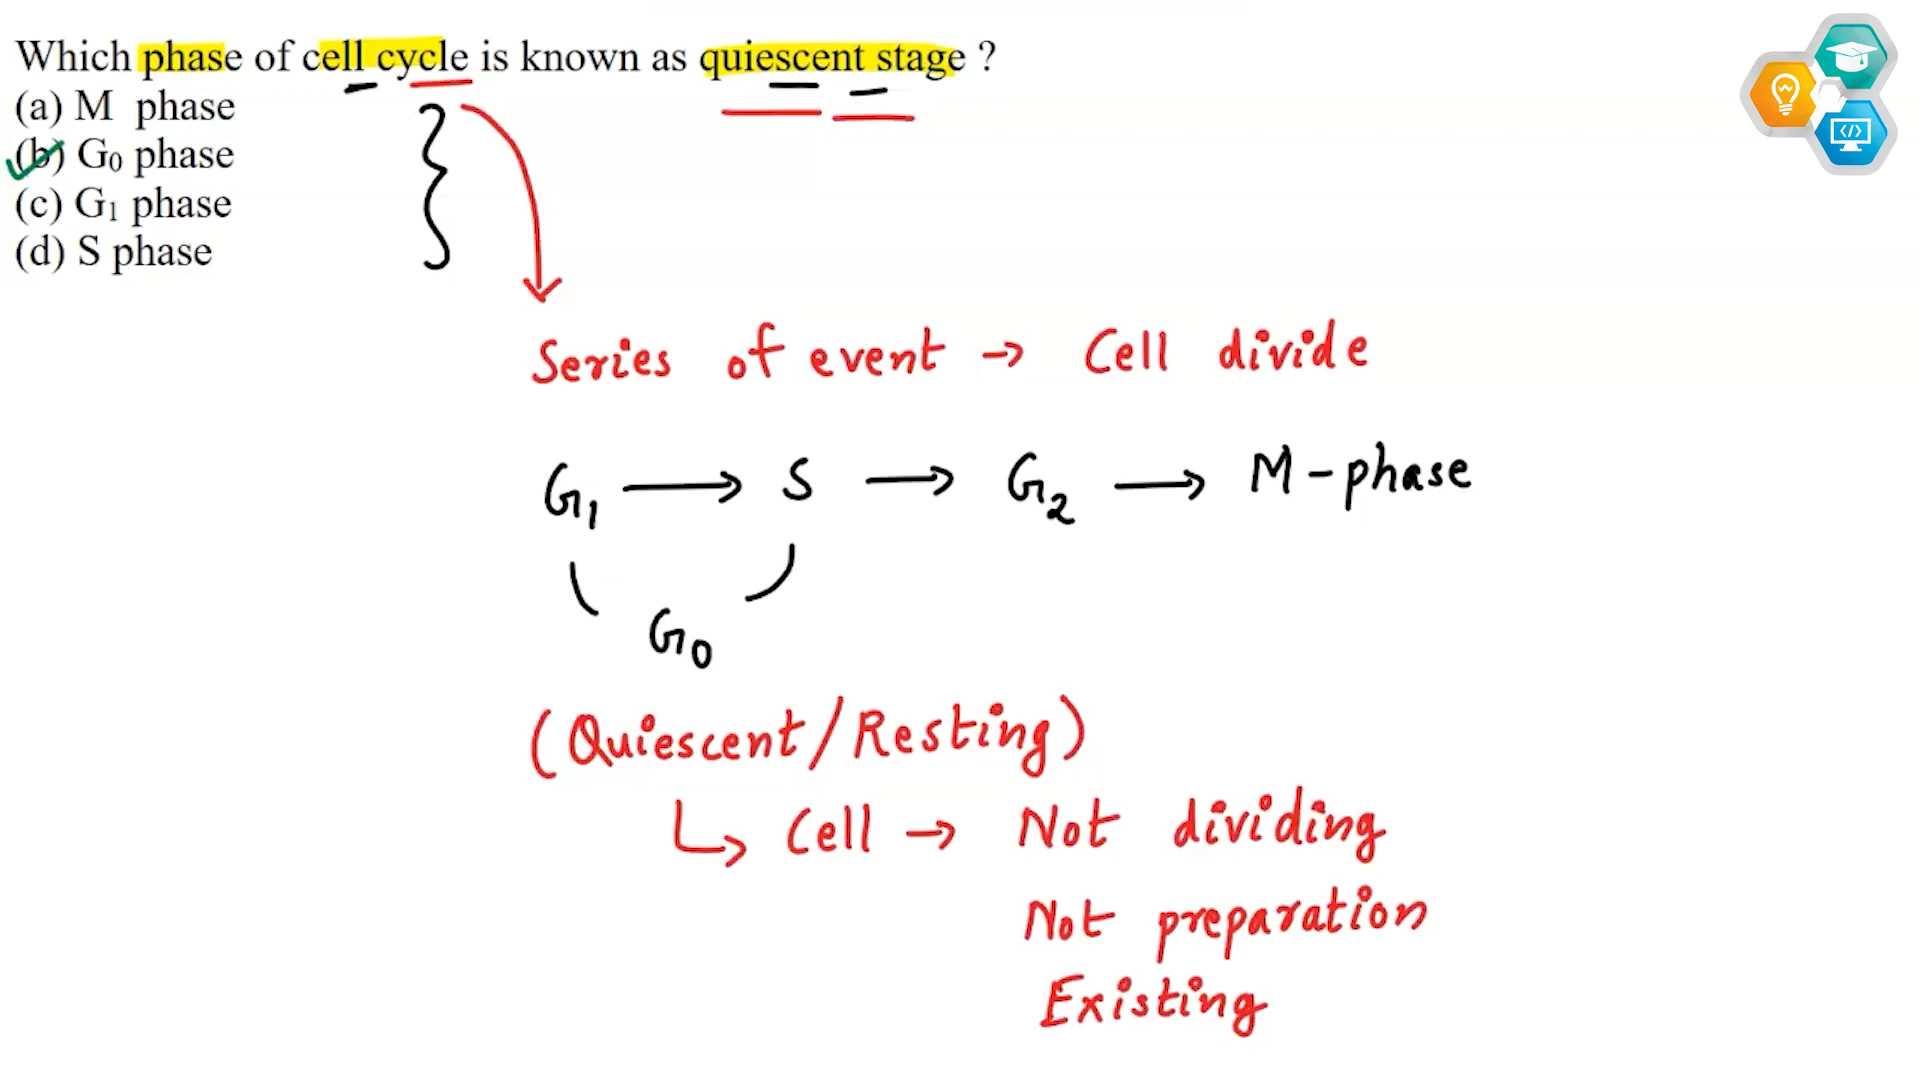 Which phase of cell cycle is known as quiescent stage ?
(a) M phase
(b) G₀ phase
(c) G₁ phase
(d) S phase
Series of event → Cell divide
G₁ → S → G₂ → M-phase
G₀
(Quiescent/Resting)
↳ Cell → Not dividing
Not preparation
Existing